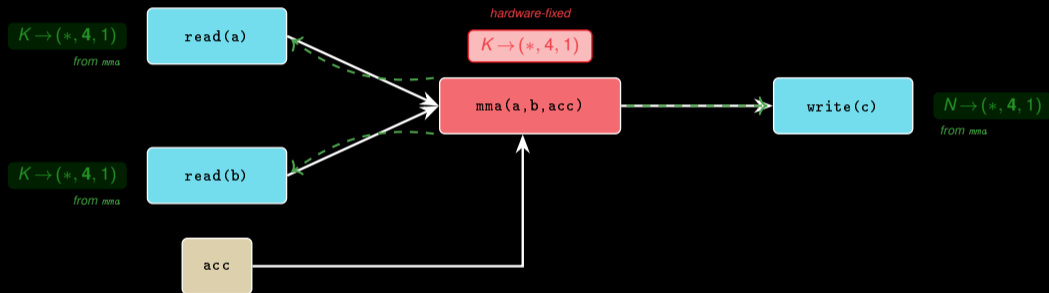 hardware-fixed
K → (∗, 4, 1)
read(a)
K → (∗, 4, 1)
from mma
mma(a,b,acc)
write(c)
N → (∗, 4, 1)
from mma
K → (∗, 4, 1)
read(b)
from mma
acc